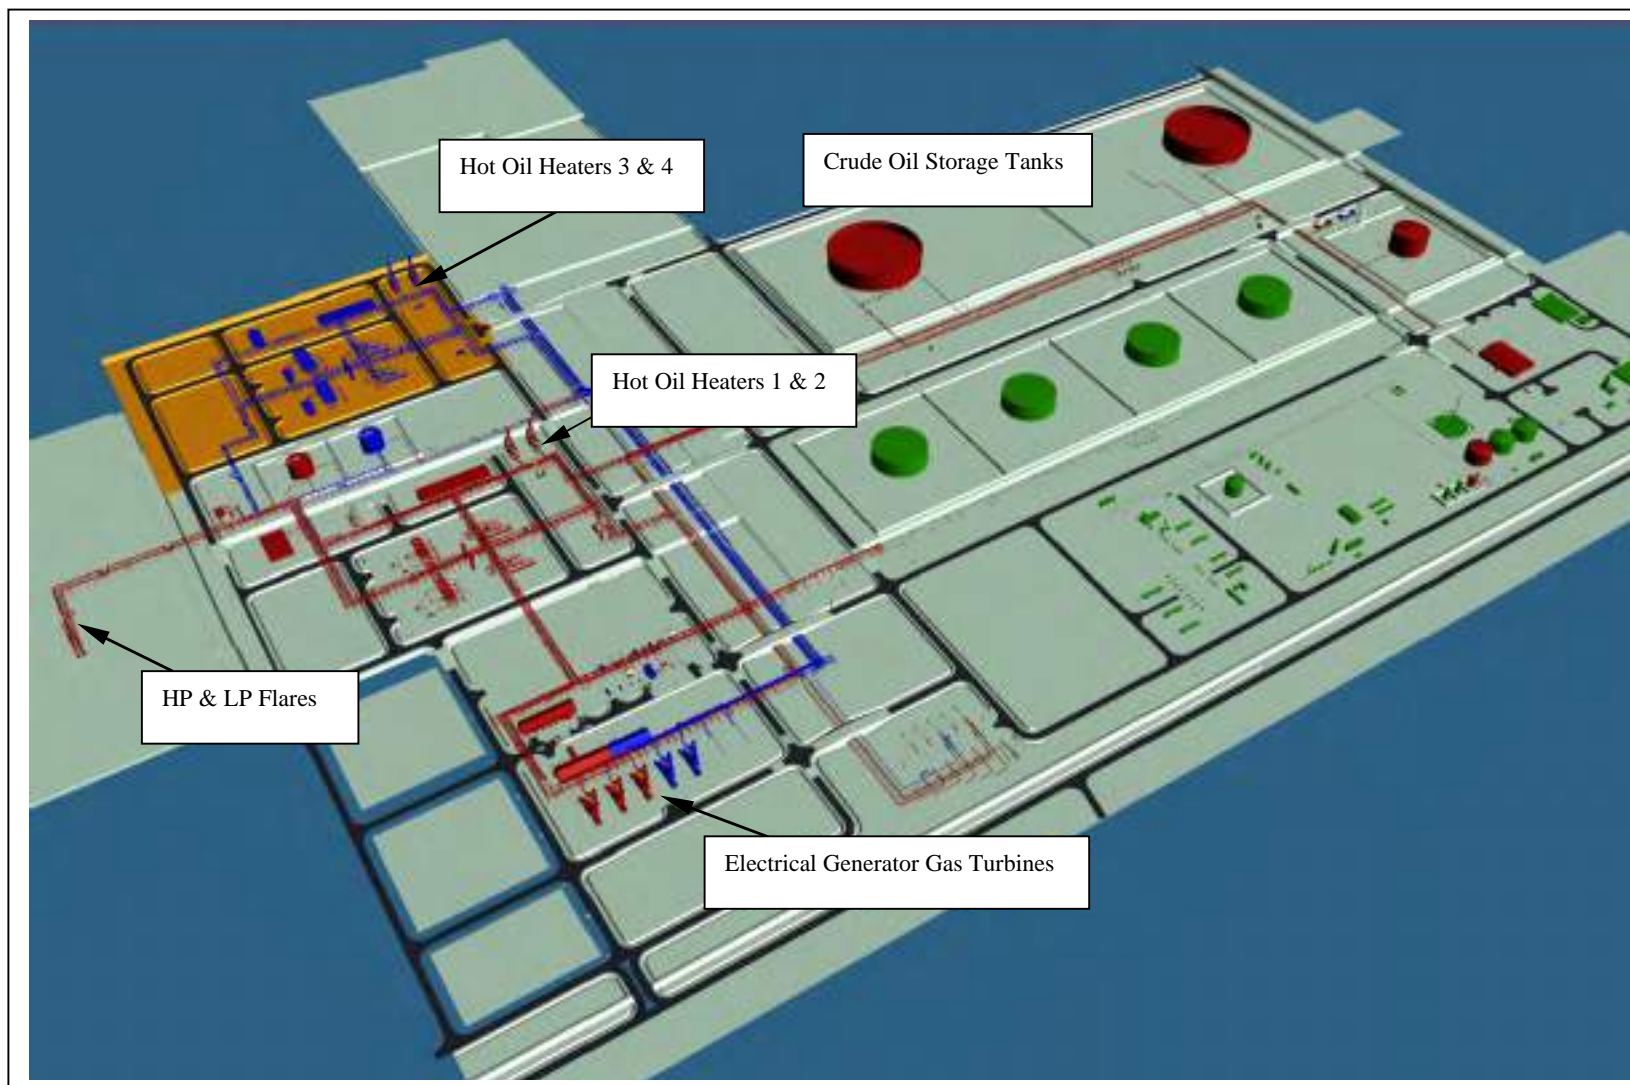 Hot Oil Heaters 3 & 4
Crude Oil Storage Tanks
Hot Oil Heaters 1 & 2
HP & LP Flares
Electrical Generator Gas Turbines